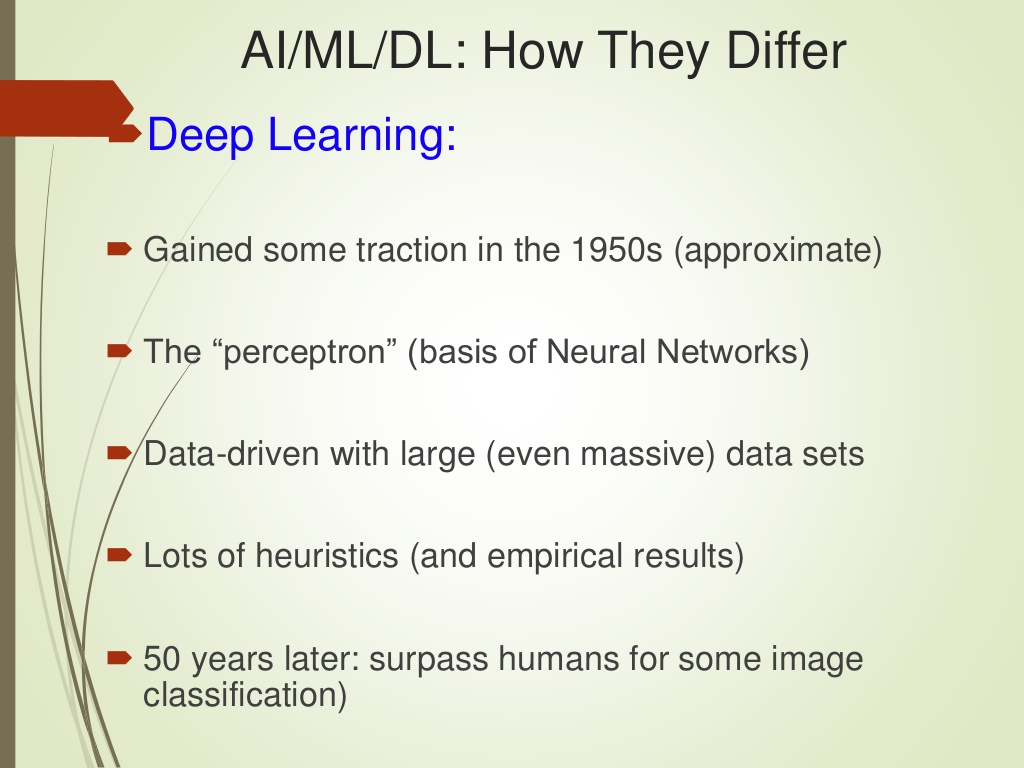 AI/ML/DL: How They Differ
Deep Learning:
Gained some traction in the 1950s (approximate)
The “perceptron” (basis of Neural Networks)
Data-driven with large (even massive) data sets
Lots of heuristics (and empirical results)
50 years later: surpass humans for some image
classification)